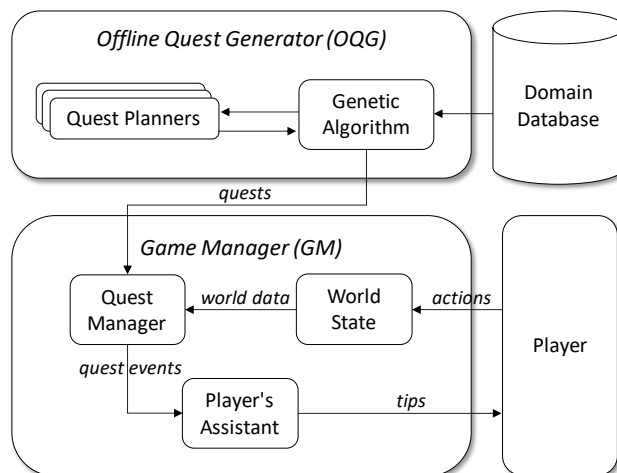 Offline Quest Generator (OQG)
Quest Planners
Genetic
Algorithm
Domain
Database
quests
Game Manager (GM)
Quest
Manager
world data
World
State
actions
Player
quest events
Player's
Assistant
tips